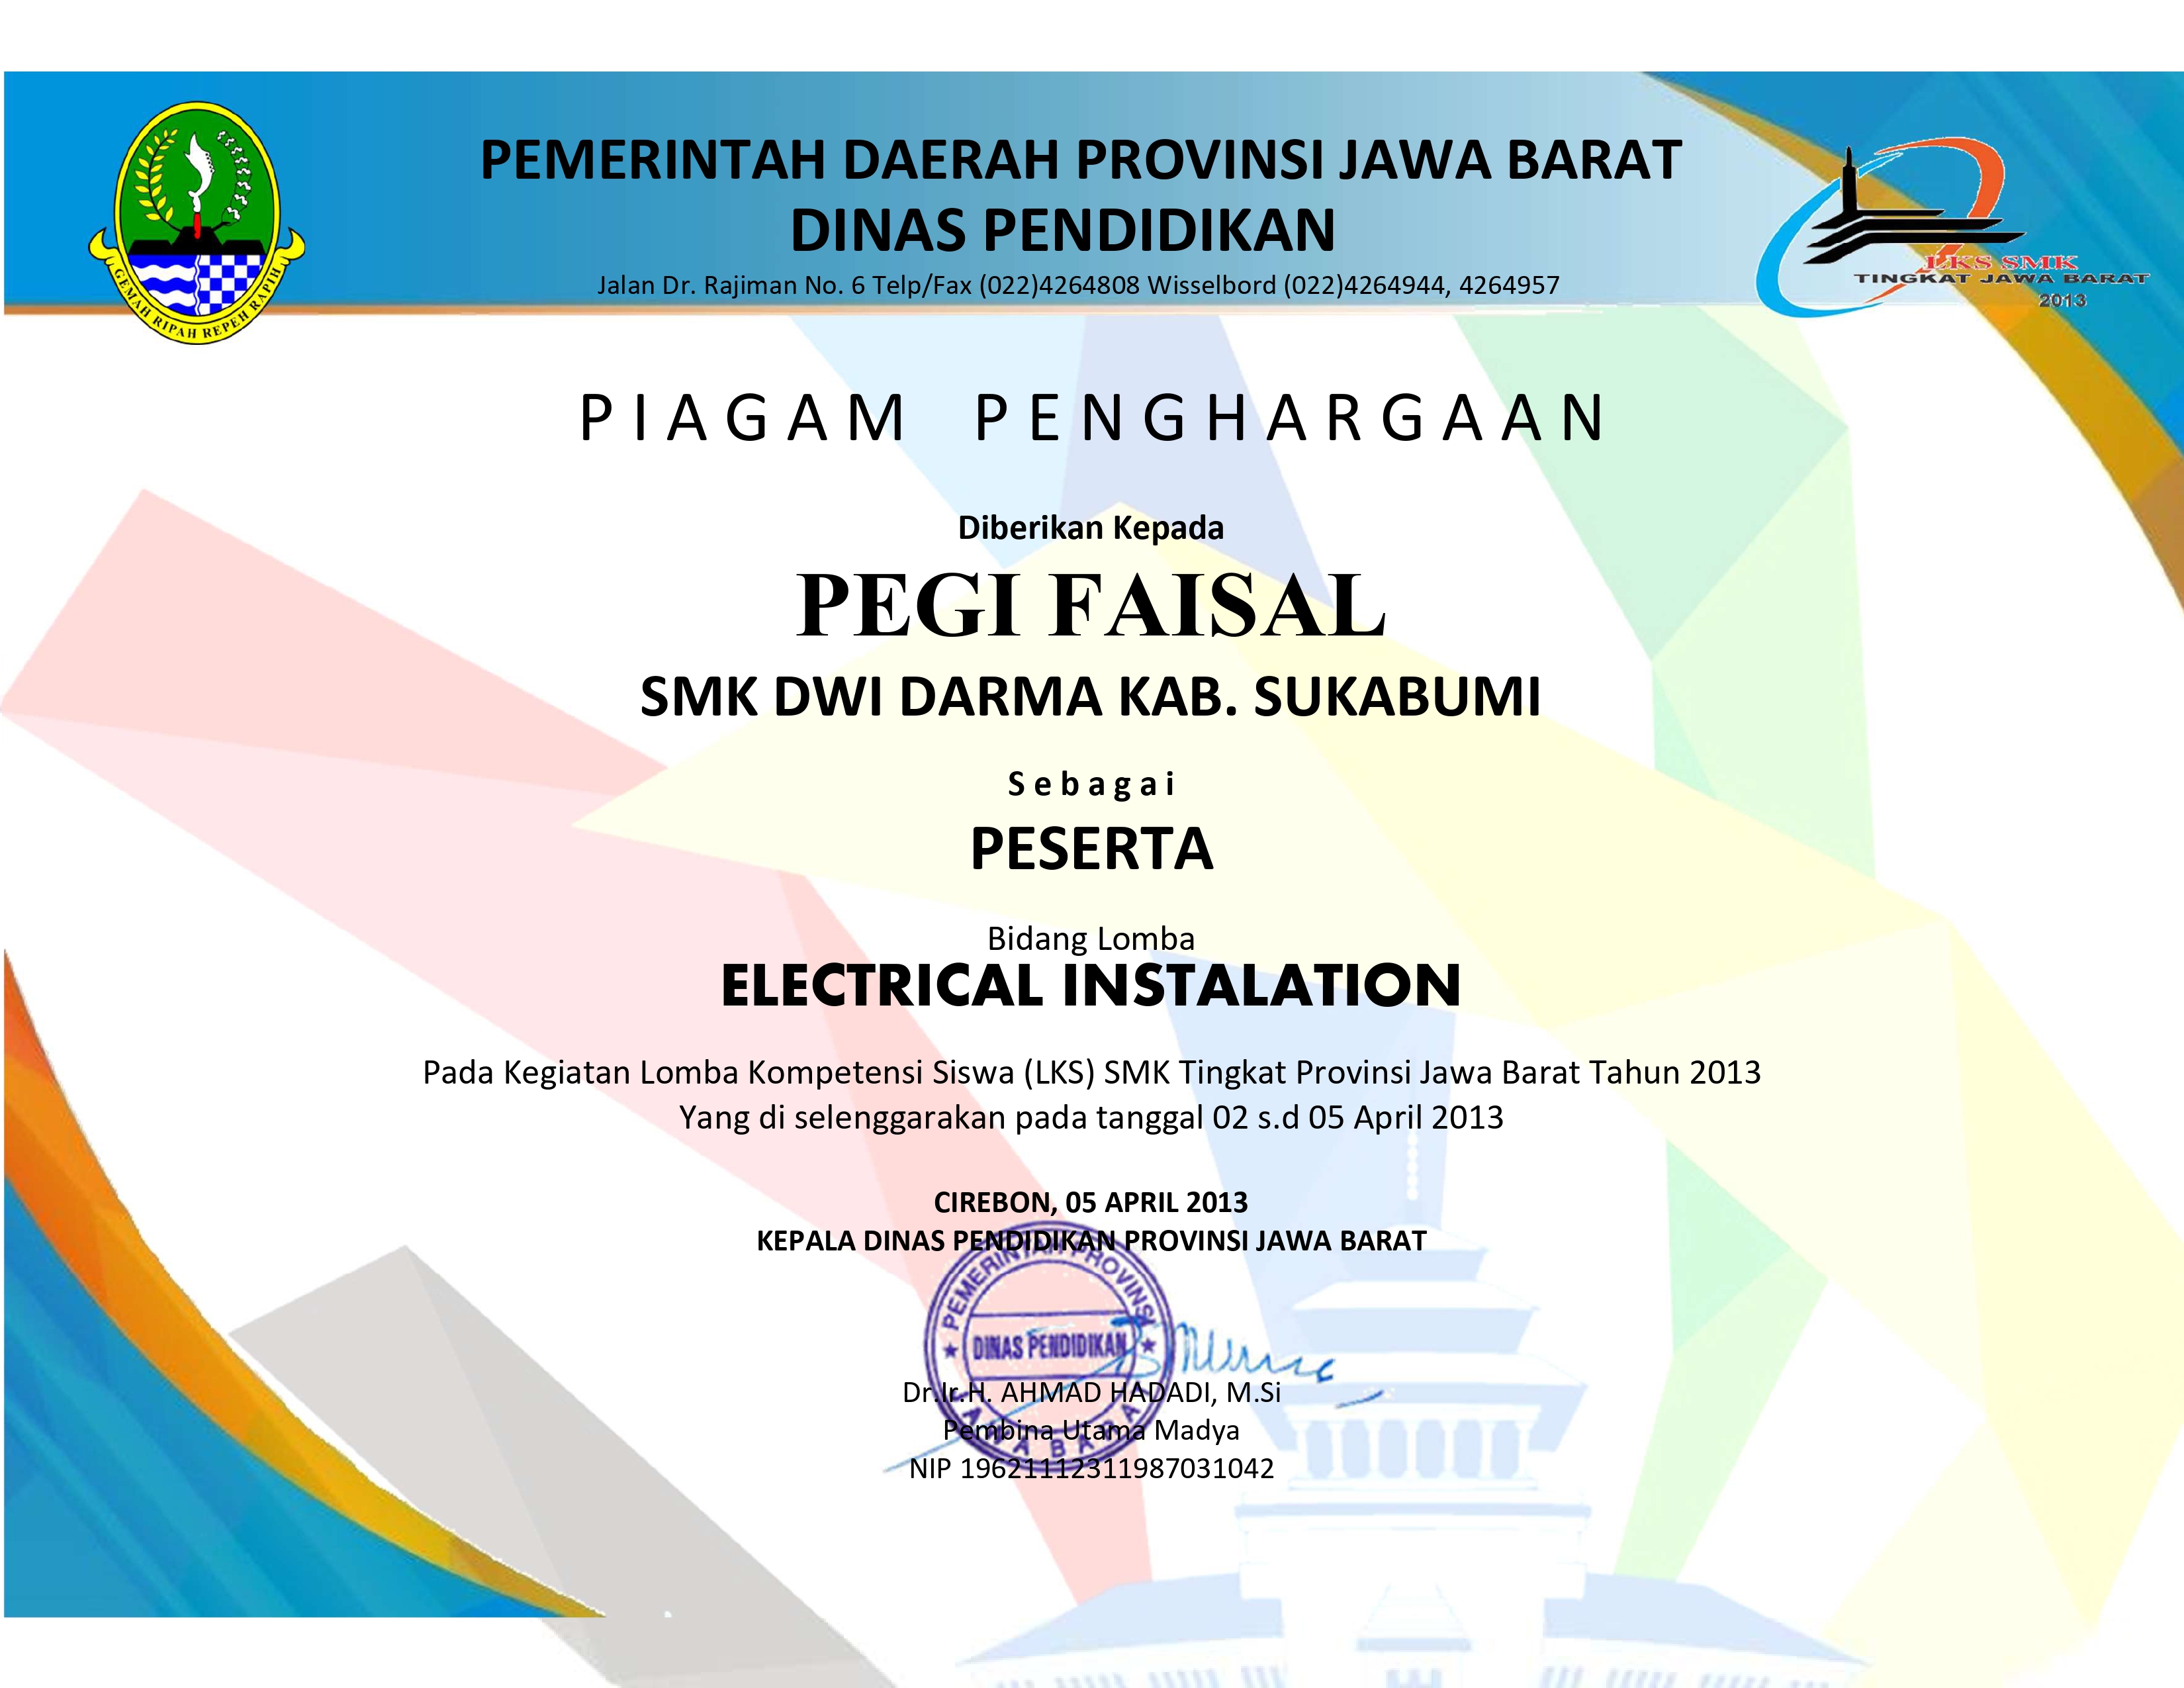 PEMERINTAH DAERAH PROVINSI JAWA BARAT
DINAS PENDIDIKAN
Jalan Dr. Rajiman No. 6 Telp/Fax (022)4264808 Wisselbord (022)4264944, 4264957
GEMAH RIPAH REPEH RAPIH
LKS SMK
TINGKAT JAWA BARAT
2013
PIAGAM PENGHARGAAN
Diberikan Kepada
PEGI FAISAL
SMK DWI DARMA KAB. SUKABUMI
Sebagai
PESERTA
Bidang Lomba
ELECTRICAL INSTALATION
Pada Kegiatan Lomba Kompetensi Siswa (LKS) SMK Tingkat Provinsi Jawa Barat Tahun 2013
Yang di selenggarakan pada tanggal 02 s.d 05 April 2013
CIREBON, 05 APRIL 2013
KEPALA DINAS PENDIDIKAN PROVINSI JAWA BARAT
PEMERINTAH PROVINSI
DINAS PENDIDIKAN
JAWA BARAT
Dr.Ir.H. AHMAD HADADI, M.Si
Pembina Utama Madya
NIP 19621112311987031042